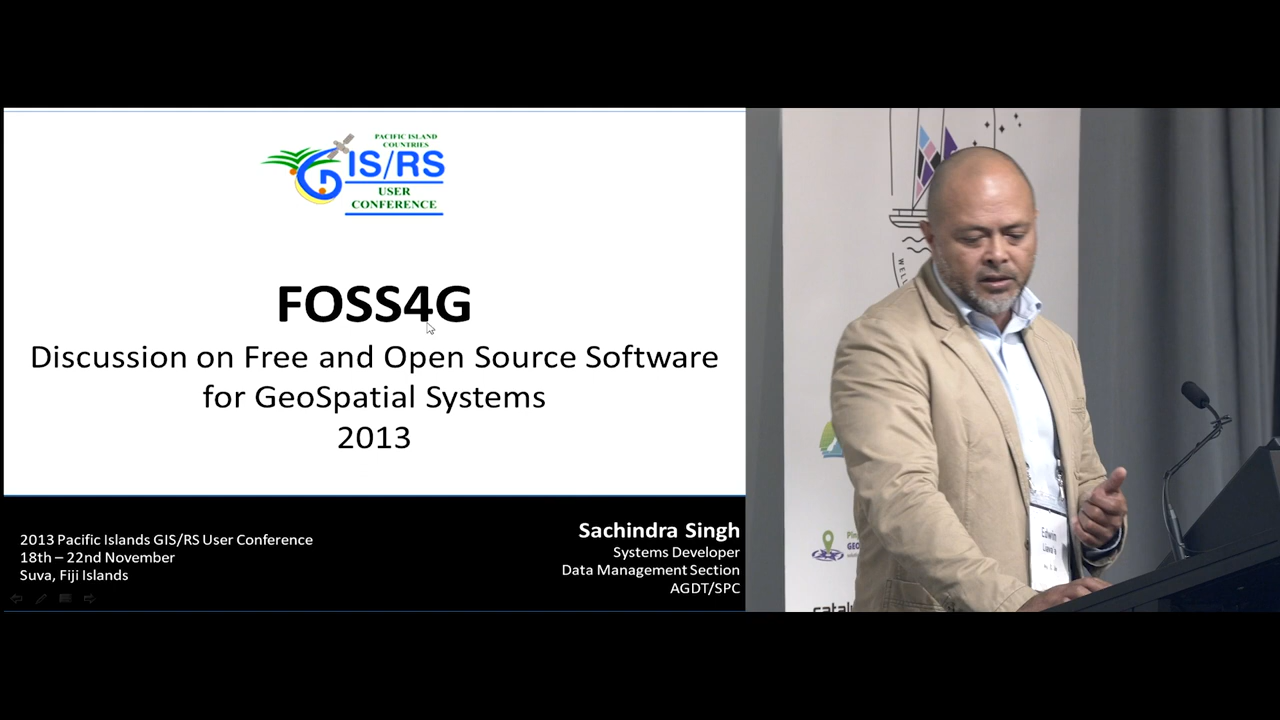 PACIFIC ISLAND
COUNTRIES
GIS/RS
USER
CONFERENCE
FOSS4G
Discussion on Free and Open Source Software
for GeoSpatial Systems
2013
2013 Pacific Islands GIS/RS User Conference
18th – 22nd November
Suva, Fiji Islands
Sachindra Singh
Systems Developer
Data Management Section
AGDT/SPC
WELL
Edwin